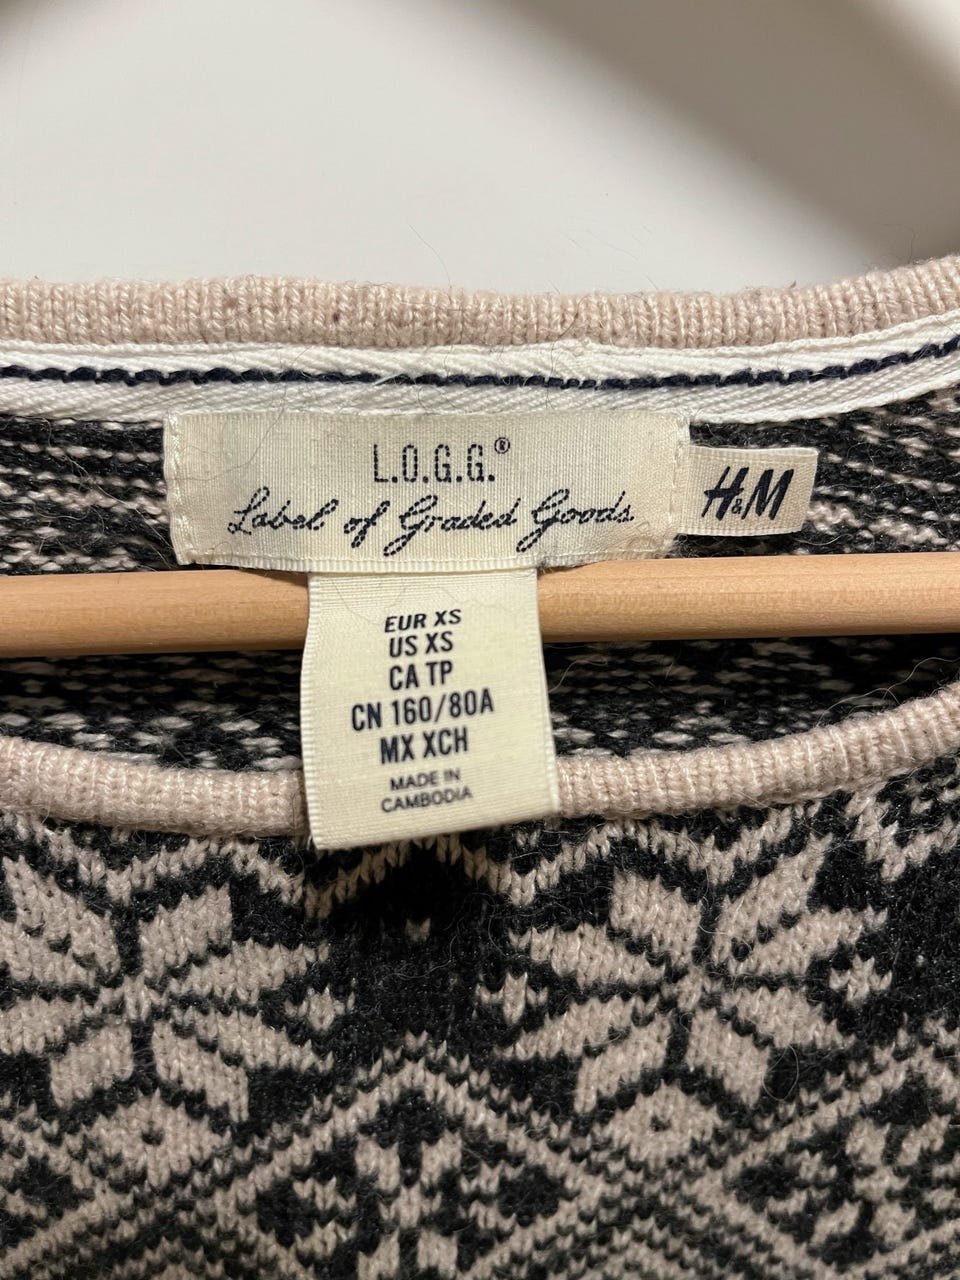 L.O.G.G.®
Label of Graded Goods
H&M
EUR XS
US XS
CA TP
CN 160/80A
MX XCH
MADE IN
CAMBODIA